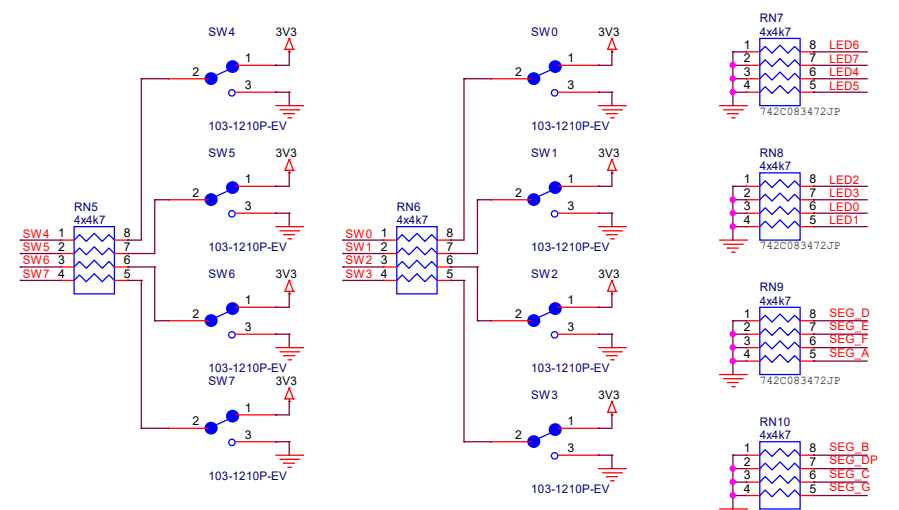 SW4
3V3
1
2
3
103-1210P-EV
SW5
3V3
1
2
3
103-1210P-EV
RN5
4x4k7
SW4 1 8
SW5 2 7
SW6 3 6
SW7 4 5
SW6
3V3
1
2
3
103-1210P-EV
SW7
3V3
1
2
3
103-1210P-EV
SW0
3V3
1
2
3
103-1210P-EV
SW1
3V3
1
2
3
103-1210P-EV
RN6
4x4k7
SW0 1 8
SW1 2 7
SW2 3 6
SW3 4 5
SW2
3V3
1
2
3
103-1210P-EV
SW3
3V3
1
2
3
103-1210P-EV
RN7
4x4k7
1 8 LED6
2 7 LED7
3 6 LED4
4 5 LED5
742C083472JP
RN8
4x4k7
1 8 LED2
2 7 LED3
3 6 LED0
4 5 LED1
742C083472JP
RN9
4x4k7
1 8 SEG_D
2 7 SEG_E
3 6 SEG_F
4 5 SEG_A
742C083472JP
RN10
4x4k7
1 8 SEG_B
2 7 SEG_DP
3 6 SEG_C
4 5 SEG_G